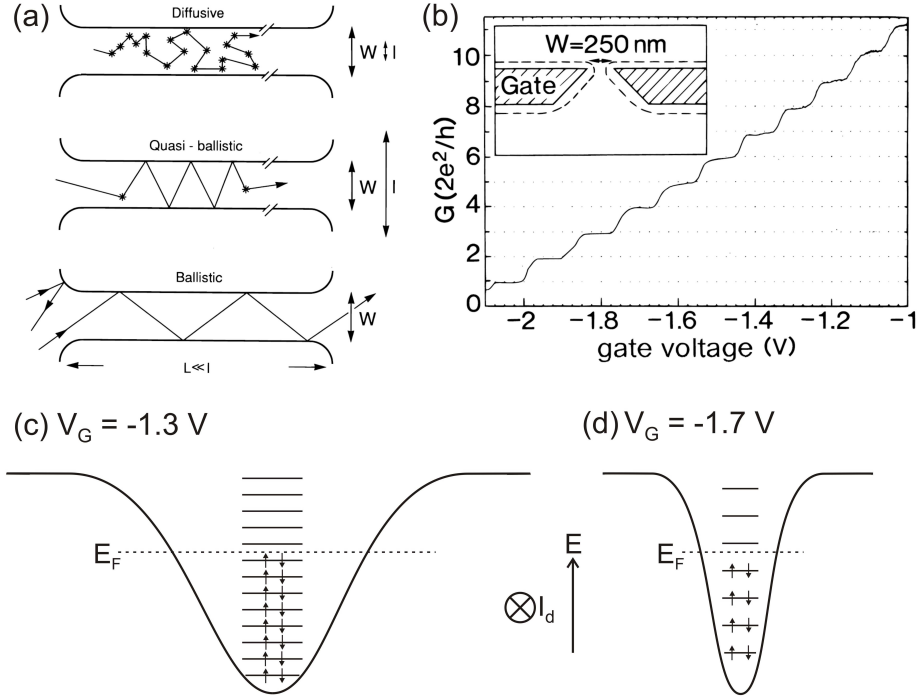 (a)
Diffusive
W l
Quasi - ballistic
W l
Ballistic
W
L≪l
(b)
W=250 nm
Gate
G (2e²/h)
11
10
8
6
4
2
0
−2 −1.8 −1.6 −1.4 −1.2 −1
gate voltage (V)
(c) V_G = -1.3 V
E_F
(d) V_G = -1.7 V
E
I_d
E_F